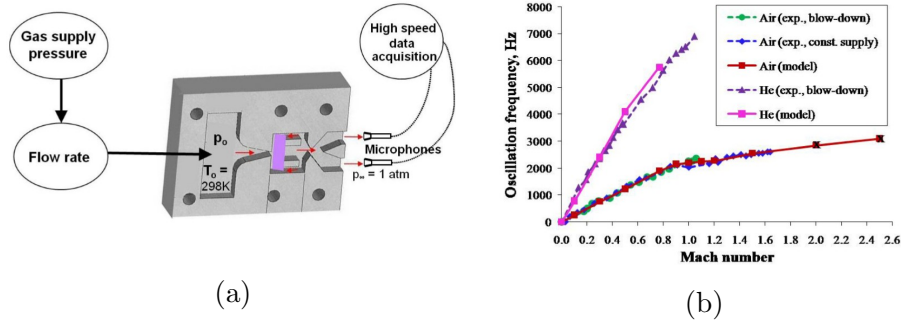 Gas supply
pressure
Flow rate
High speed
data
acquisition
Microphones
p∞ = 1 atm
pₒ
Tₒ =
298K
(a)
Oscillation frequency, Hz
8000
7000
6000
5000
4000
3000
2000
1000
0
0.0 0.2 0.4 0.6 0.8 1.0 1.2 1.4 1.6 1.8 2.0 2.2 2.4 2.6
Mach number
Air (exp., blow-down)
Air (exp., const. supply)
Air (model)
He (exp., blow-down)
He (model)
(b)